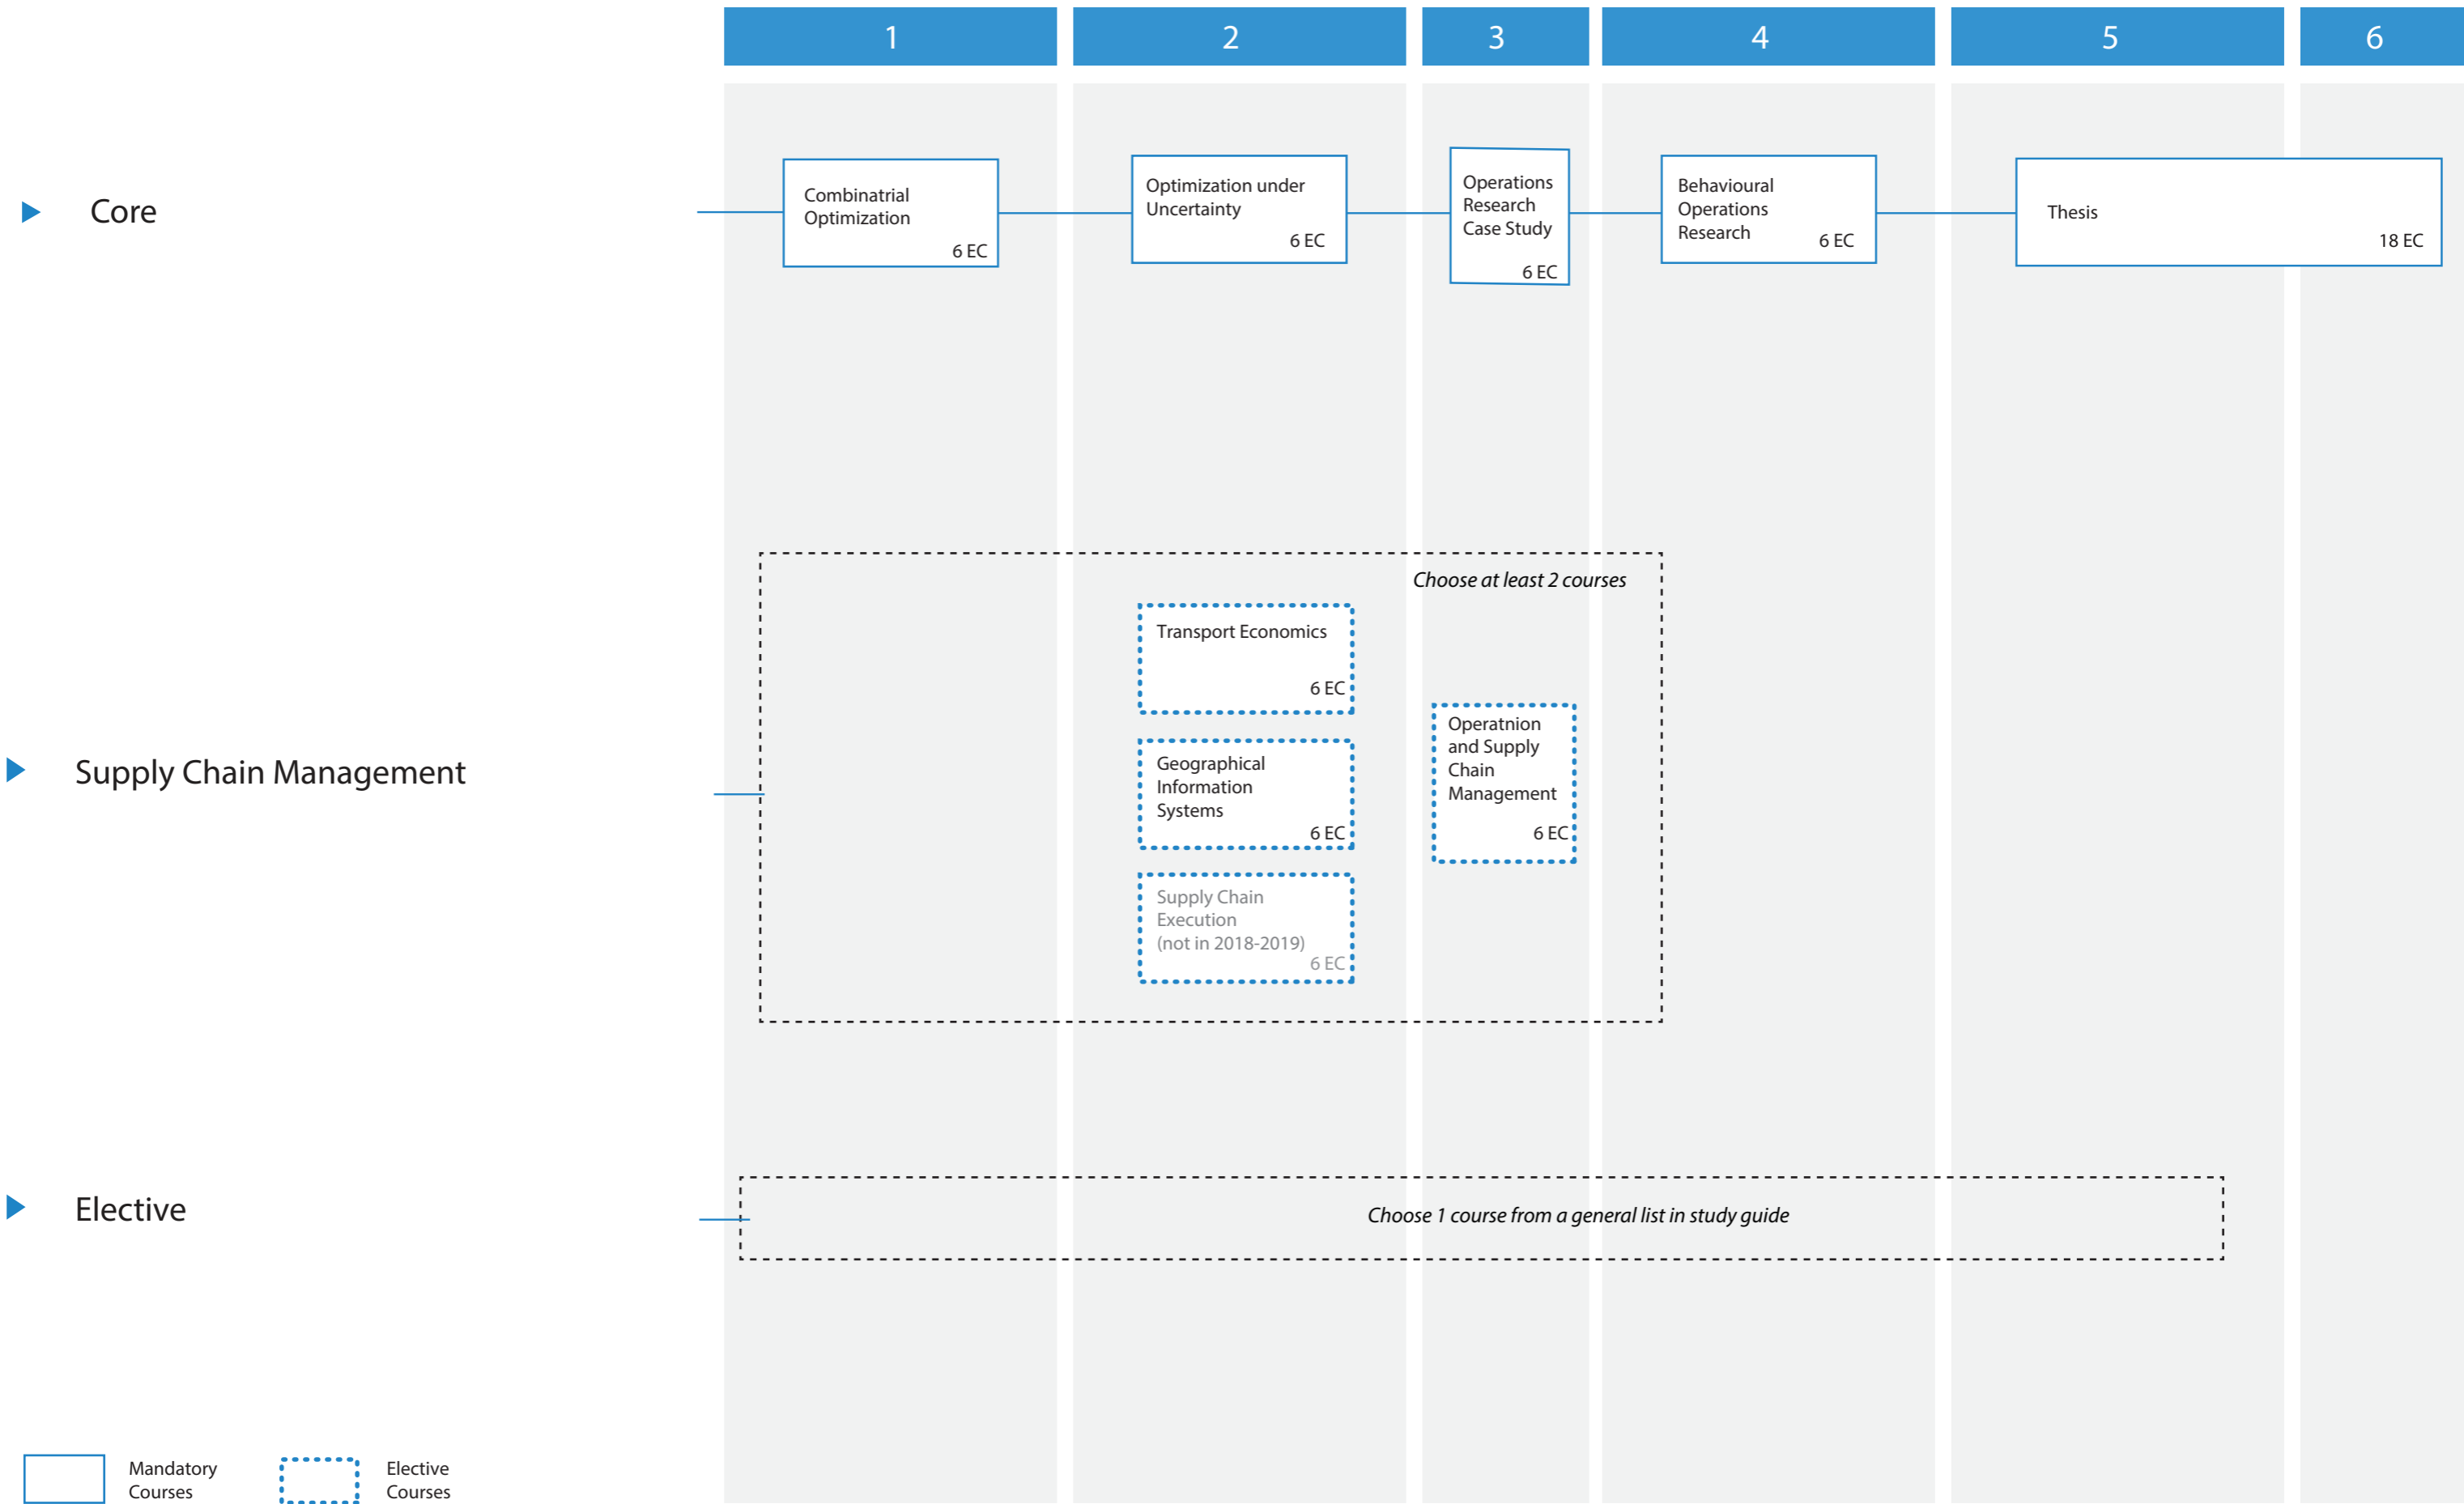 1 2 3 4 5 6
Core
Combinatrial
Optimization
6 EC
Optimization under
Uncertainty
6 EC
Operations
Research
Case Study
6 EC
Behavioural
Operations
Research
6 EC
Thesis
18 EC
Supply Chain Management
Choose at least 2 courses
Transport Economics
6 EC
Geographical
Information
Systems
6 EC
Supply Chain
Execution
(not in 2018-2019)
6 EC
Operatnion
and Supply
Chain
Management
6 EC
Elective
Choose 1 course from a general list in study guide
Mandatory
Courses
Elective
Courses